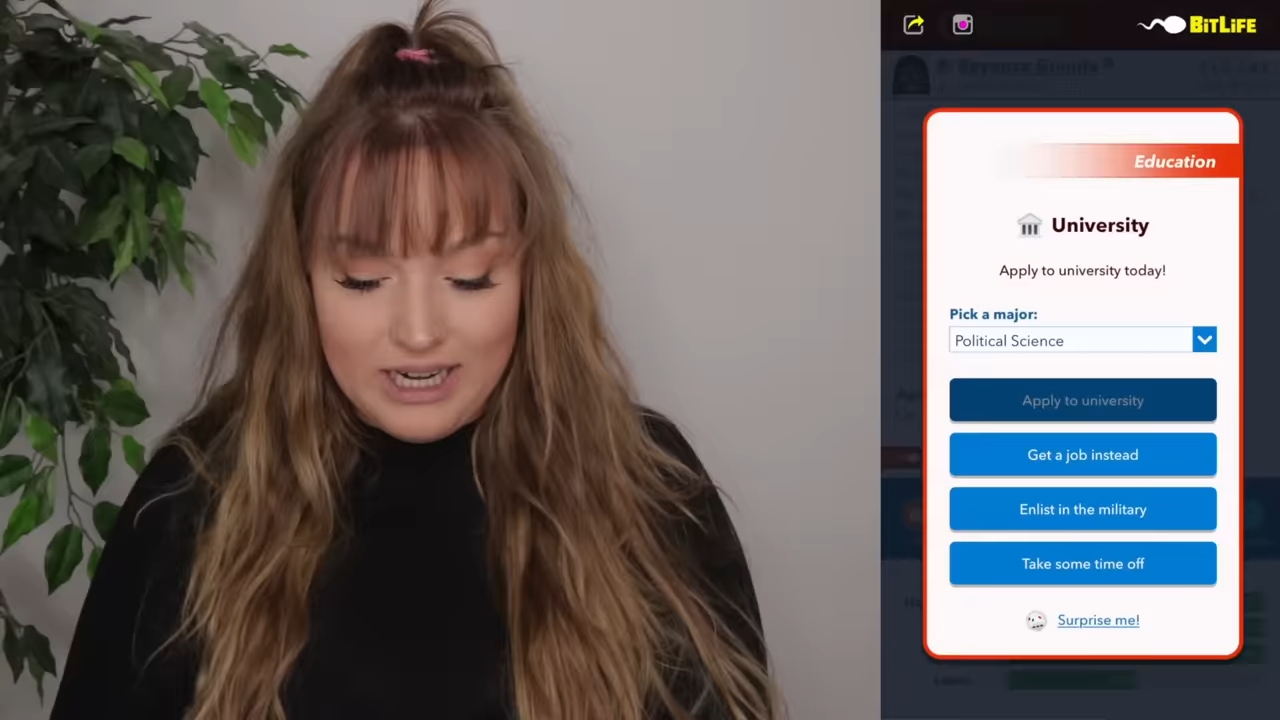 BitLife
Education
University
Apply to university today!
Pick a major:
Political Science
Apply to university
Get a job instead
Enlist in the military
Take some time off
Surprise me!